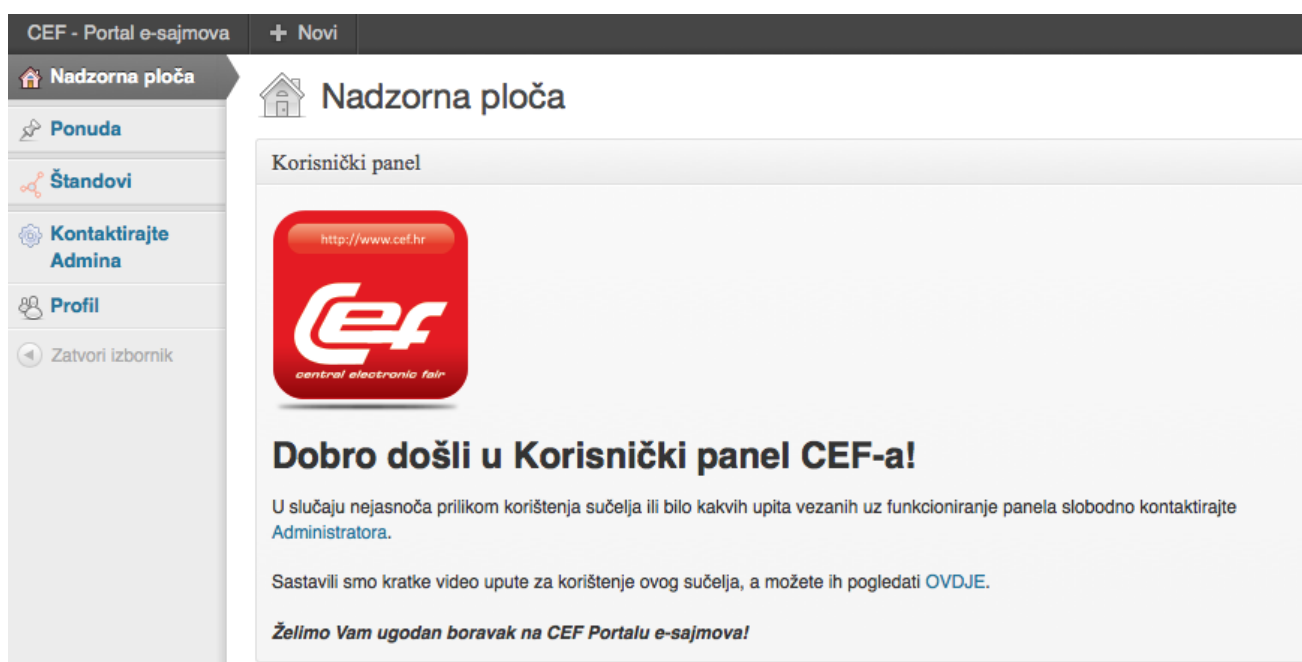 CEF - Portal e-sajmova
+ Novi
Nadzorna ploča
Ponuda
Štandovi
Kontaktirajte
Admina
Profil
Zatvori izbornik
Nadzorna ploča
Korisnički panel
http://www.cef.hr
cef
central electronic fair
Dobro došli u Korisnički panel CEF-a!
U slučaju nejasnoća prilikom korištenja sučelja ili bilo kakvih upita vezanih uz funkcioniranje panela slobodno kontaktirajte
Administratora.
Sastavili smo kratke video upute za korištenje ovog sučelja, a možete ih pogledati OVDJE.
Želimo Vam ugodan boravak na CEF Portalu e-sajmova!